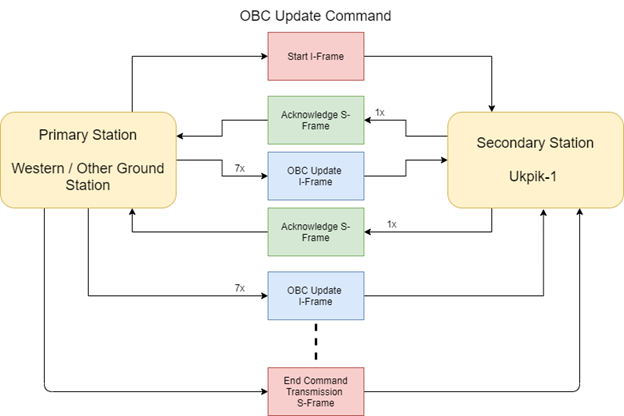 OBC Update Command
Start I-Frame
Acknowledge S-
Frame
1x
Primary Station
Western / Other Ground
Station
Secondary Station
Ukpik-1
7x
OBC Update
I-Frame
Acknowledge S-
Frame
1x
7x
OBC Update
I-Frame
End Command
Transmission
S-Frame